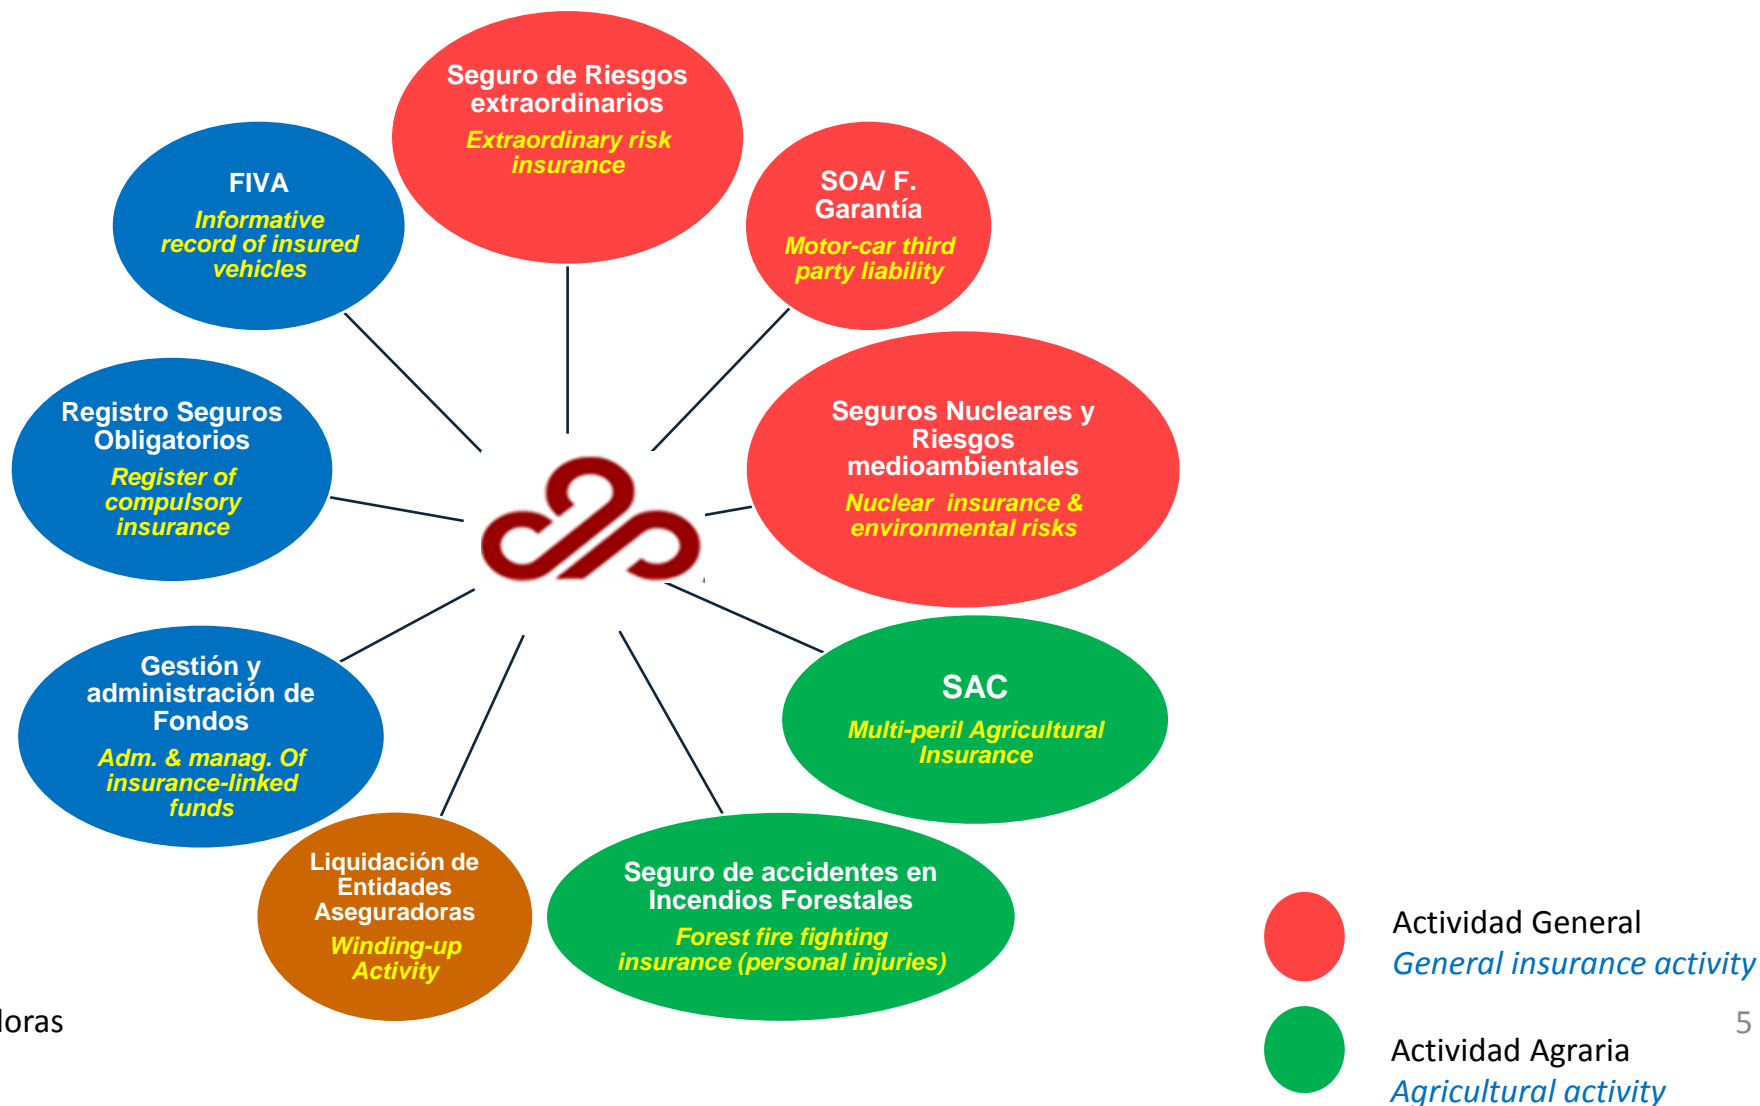 Seguro de Riesgos
extraordinarios
Extraordinary risk
insurance
SOA/ F.
Garantía
Motor-car third
party liability
FIVA
Informative
record of insured
vehicles
Seguros Nucleares y
Riesgos
medioambientales
Nuclear insurance &
environmental risks
Registro Seguros
Obligatorios
Register of
compulsory
insurance
SAC
Multi-peril Agricultural
Insurance
Gestión y
administración de
Fondos
Adm. & manag. Of
insurance-linked
funds
Seguro de accidentes en
Incendios Forestales
Forest fire fighting
insurance (personal injuries)
Liquidación de
Entidades
Aseguradoras
Winding-up
Activity
Actividad General
General insurance activity
Actividad Agraria
Agricultural activity
5